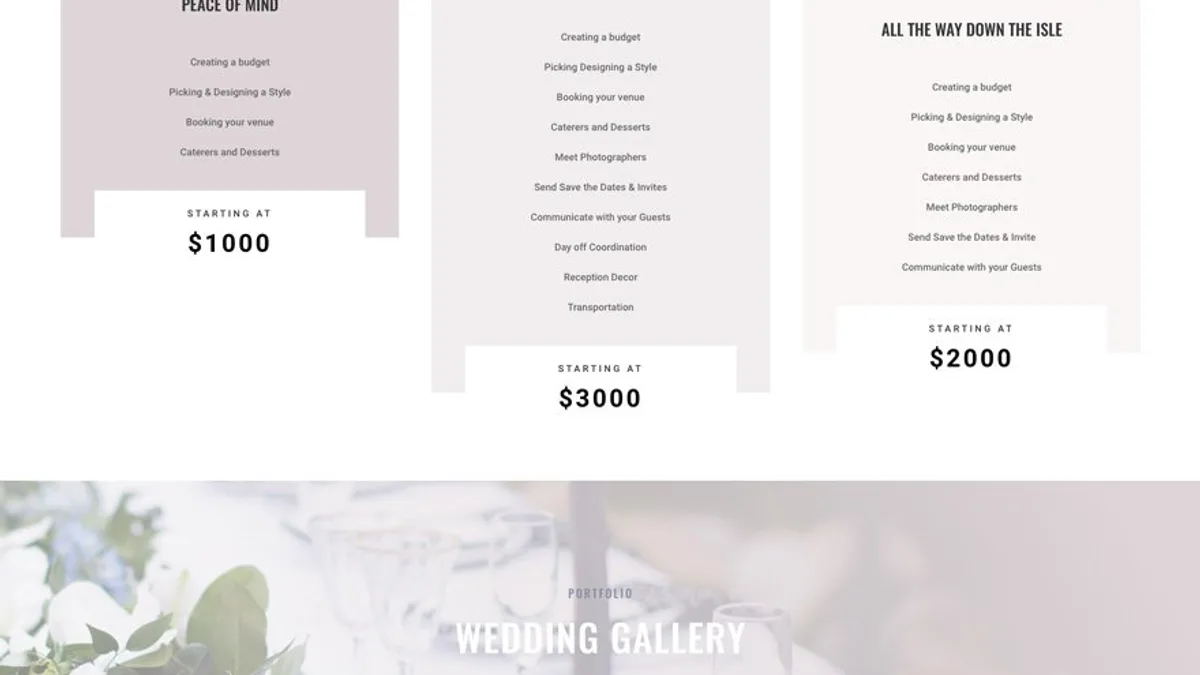 PEACE OF MIND
Creating a budget
Picking & Designing a Style
Booking your venue
Caterers and Desserts
STARTING AT
$1000
Creating a budget
Picking Designing a Style
Booking your venue
Caterers and Desserts
Meet Photographers
Send Save the Dates & Invites
Communicate with your Guests
Day off Coordination
Reception Decor
Transportation
STARTING AT
$3000
ALL THE WAY DOWN THE ISLE
Creating a budget
Picking & Designing a Style
Booking your venue
Caterers and Desserts
Meet Photographers
Send Save the Dates & Invite
Communicate with your Guests
STARTING AT
$2000
PORTFOLIO
WEDDING GALLERY